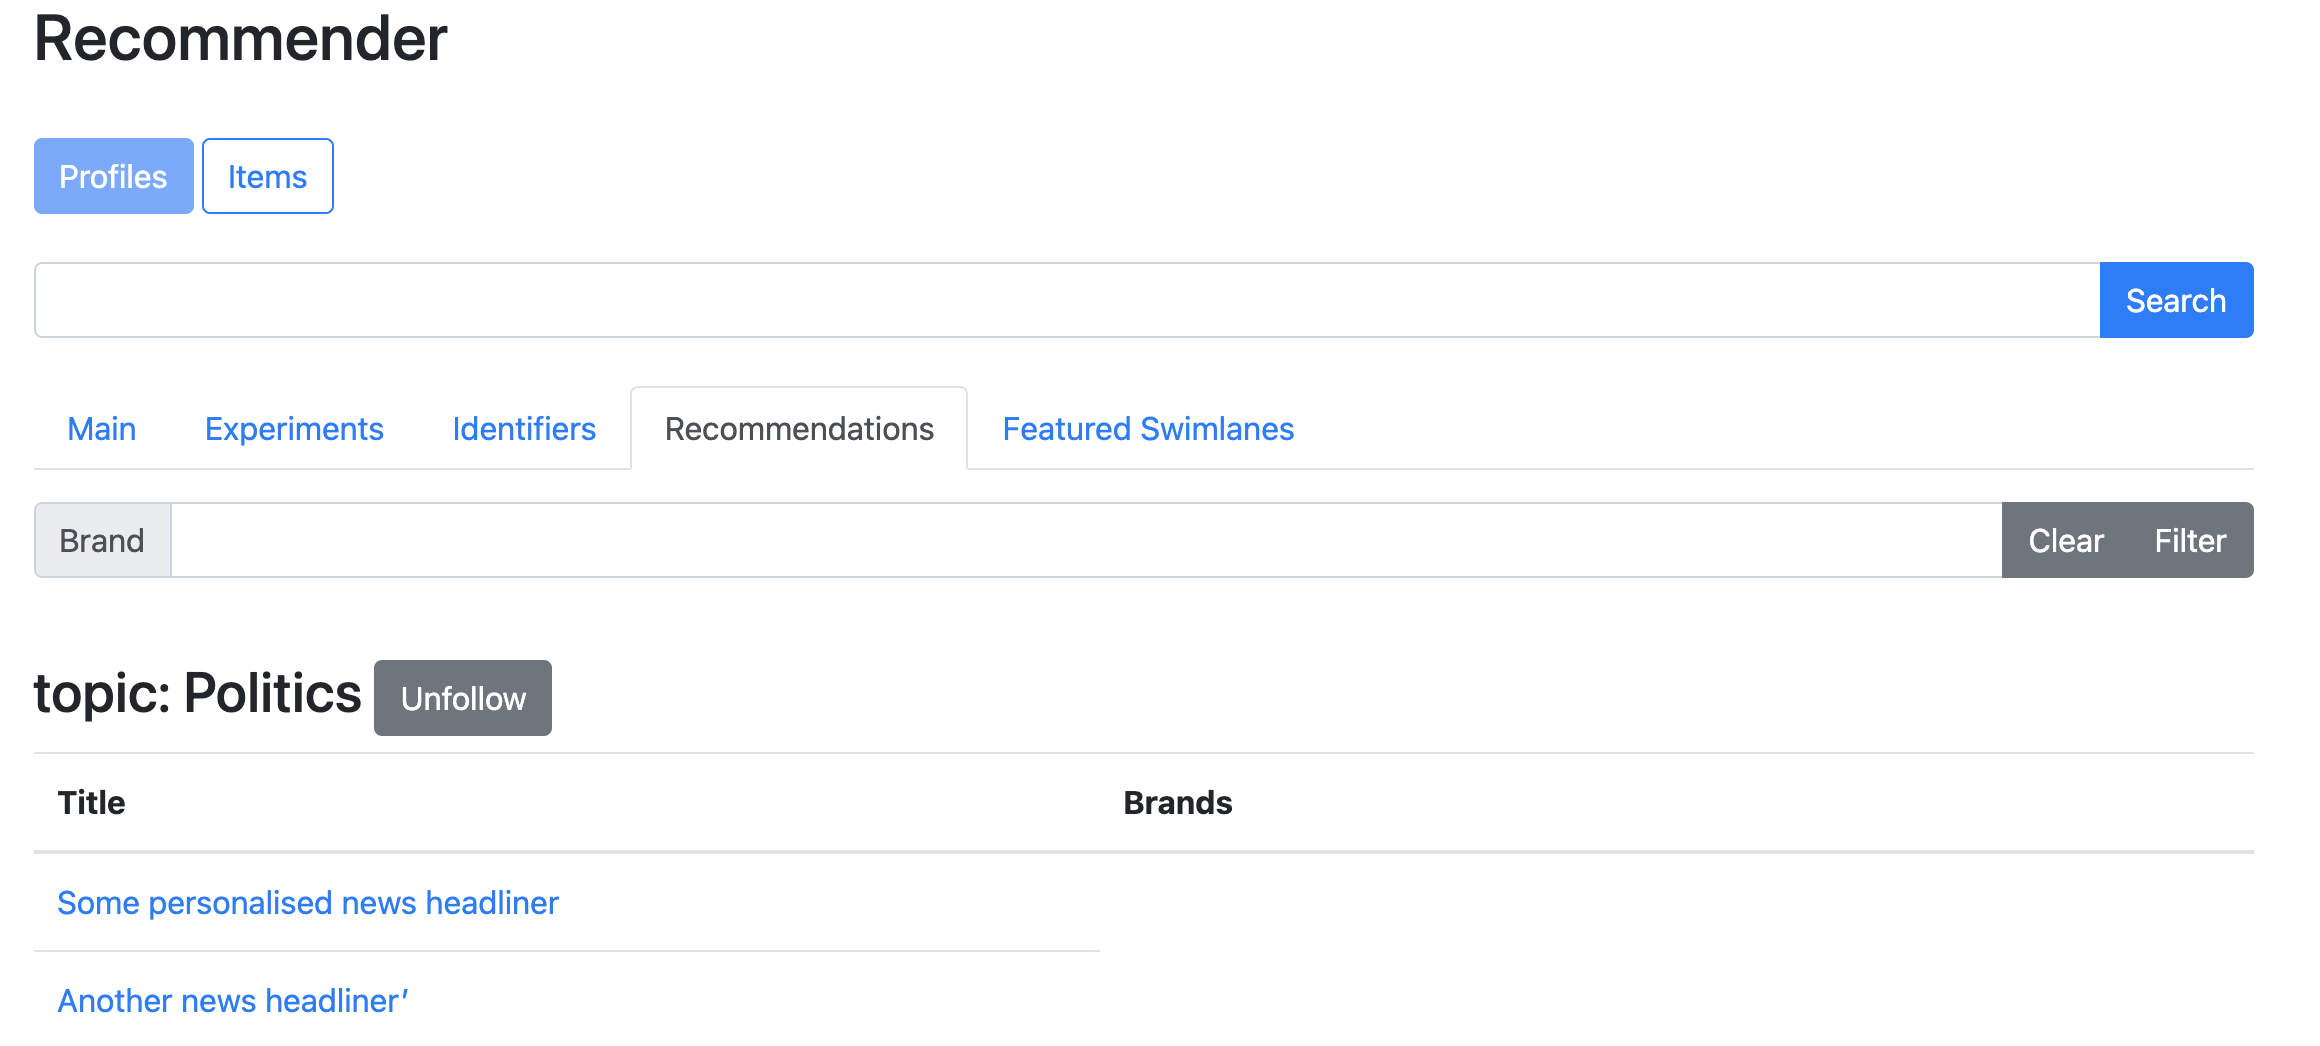 Recommender
Profiles Items
Search
Main Experiments Identifiers Recommendations Featured Swimlanes
Brand Clear Filter
topic: Politics Unfollow
Title Brands
Some personalised news headliner
Another news headliner’